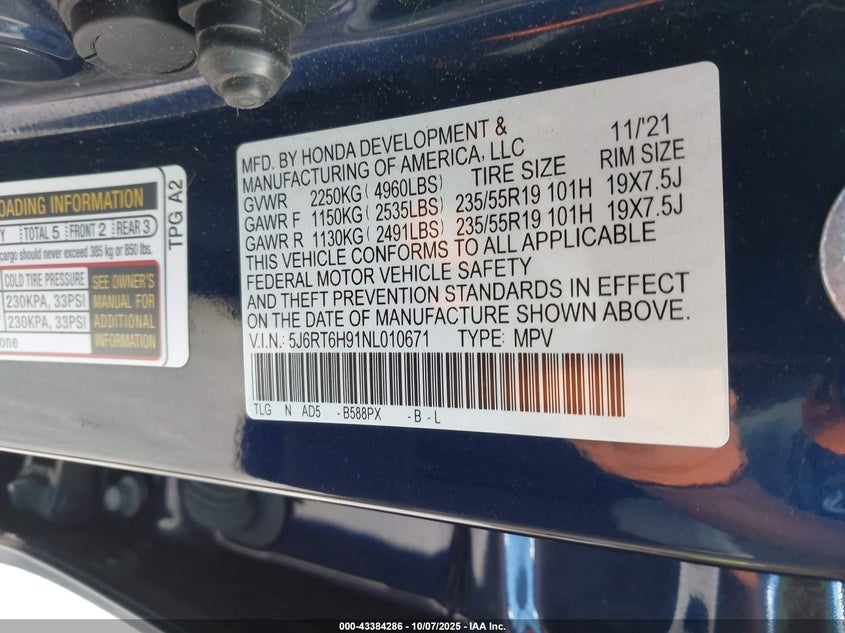 OADING INFORMATION
Y TOTAL 5 FRONT 2 REAR 3
cargo should never exceed 385 kg or 850 lbs.
COLD TIRE PRESSURE
230KPA, 33PSI
230KPA, 33PSI
SEE OWNER'S
MANUAL FOR
ADDITIONAL
INFORMATION
one
TPG A2
MFD. BY HONDA DEVELOPMENT & 11/'21
MANUFACTURING OF AMERICA, LLC
TIRE SIZE RIM SIZE
GVWR 2250KG (4960LBS)
GAWR F 1150KG (2535LBS) 235/55R19 101H 19X7.5J
GAWR R 1130KG (2491LBS) 235/55R19 101H 19X7.5J
THIS VEHICLE CONFORMS TO ALL APPLICABLE
FEDERAL MOTOR VEHICLE SAFETY
AND THEFT PREVENTION STANDARDS IN EFFECT
ON THE DATE OF MANUFACTURE SHOWN ABOVE.
V.I.N.: 5J6RT6H91NL010671 TYPE: MPV
TLG N AD5 - B588PX - B - L
000-43384286 - 10/07/2025 - IAA Inc.